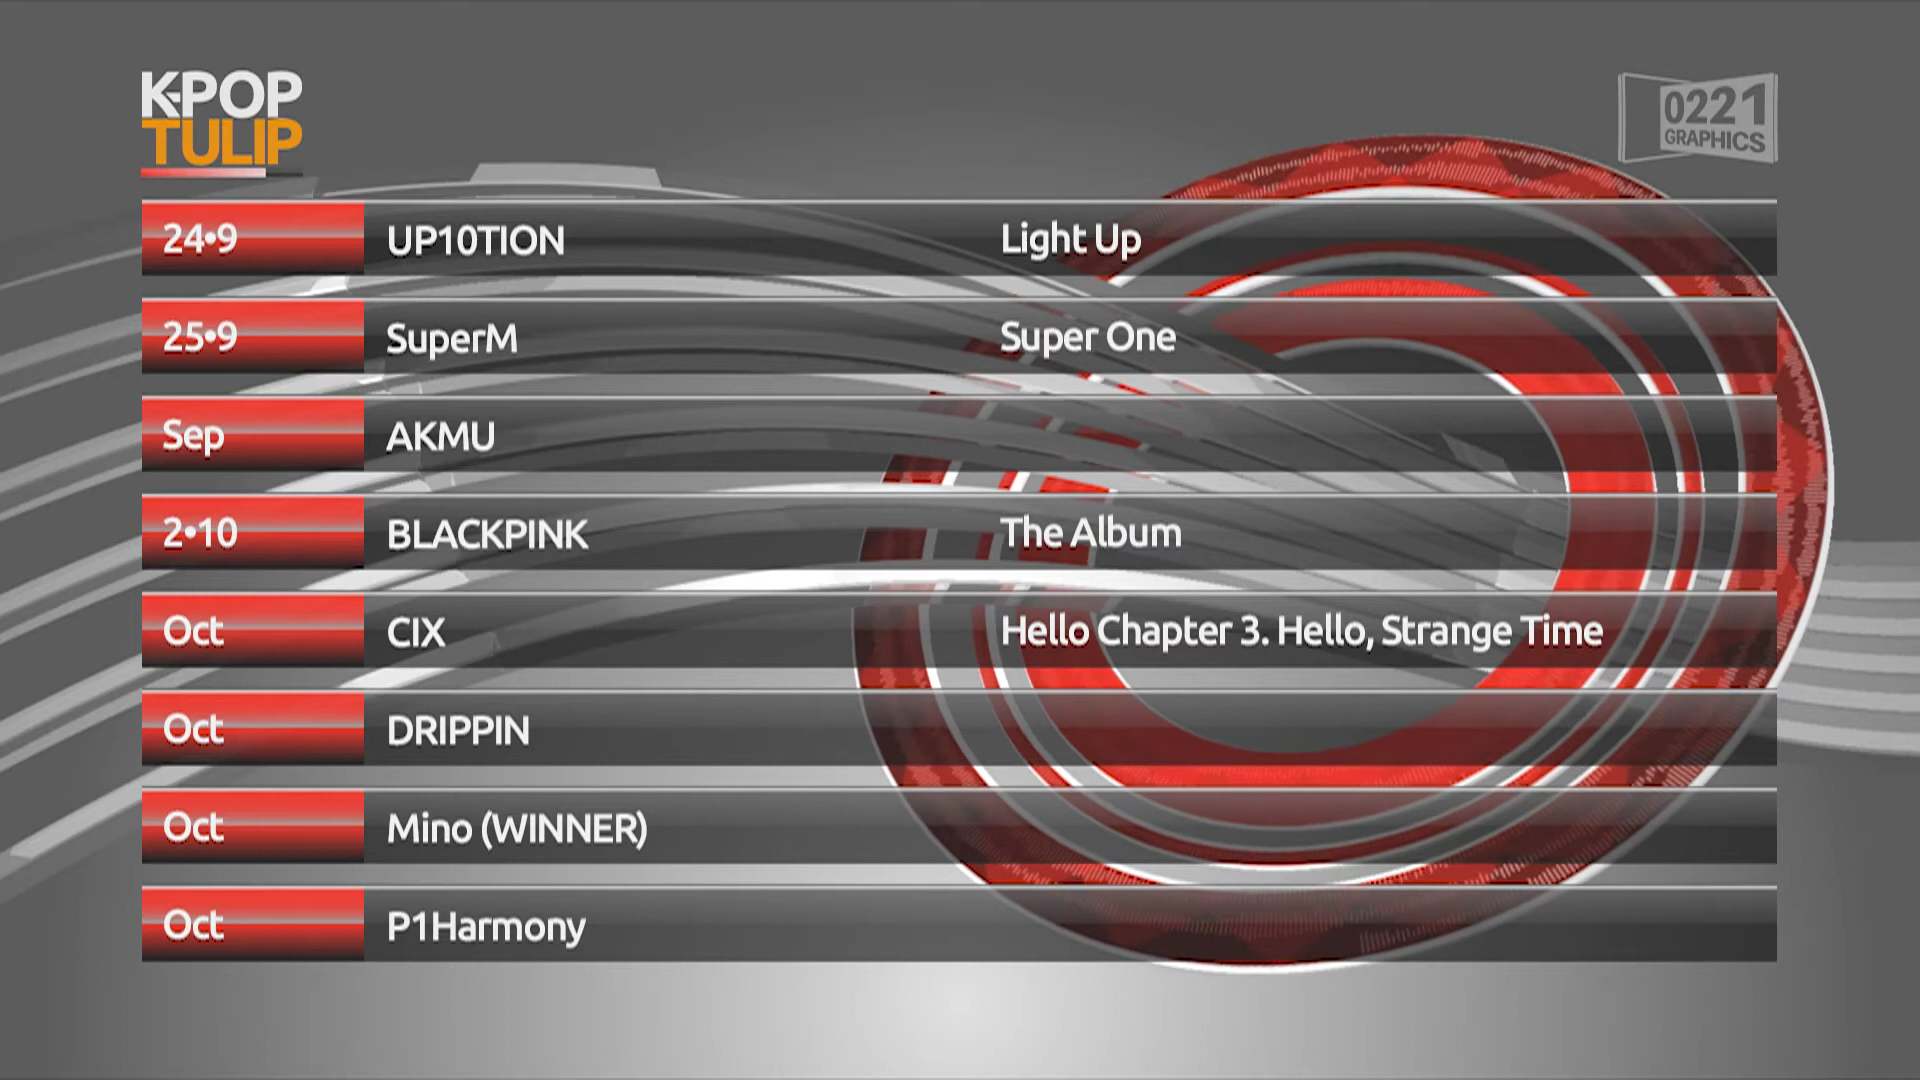 K-POP
TULIP
0221
GRAPHICS
24•9 UP10TION Light Up
25•9 SuperM Super One
Sep AKMU
2•10 BLACKPINK The Album
Oct CIX Hello Chapter 3. Hello, Strange Time
Oct DRIPPIN
Oct Mino (WINNER)
Oct P1Harmony